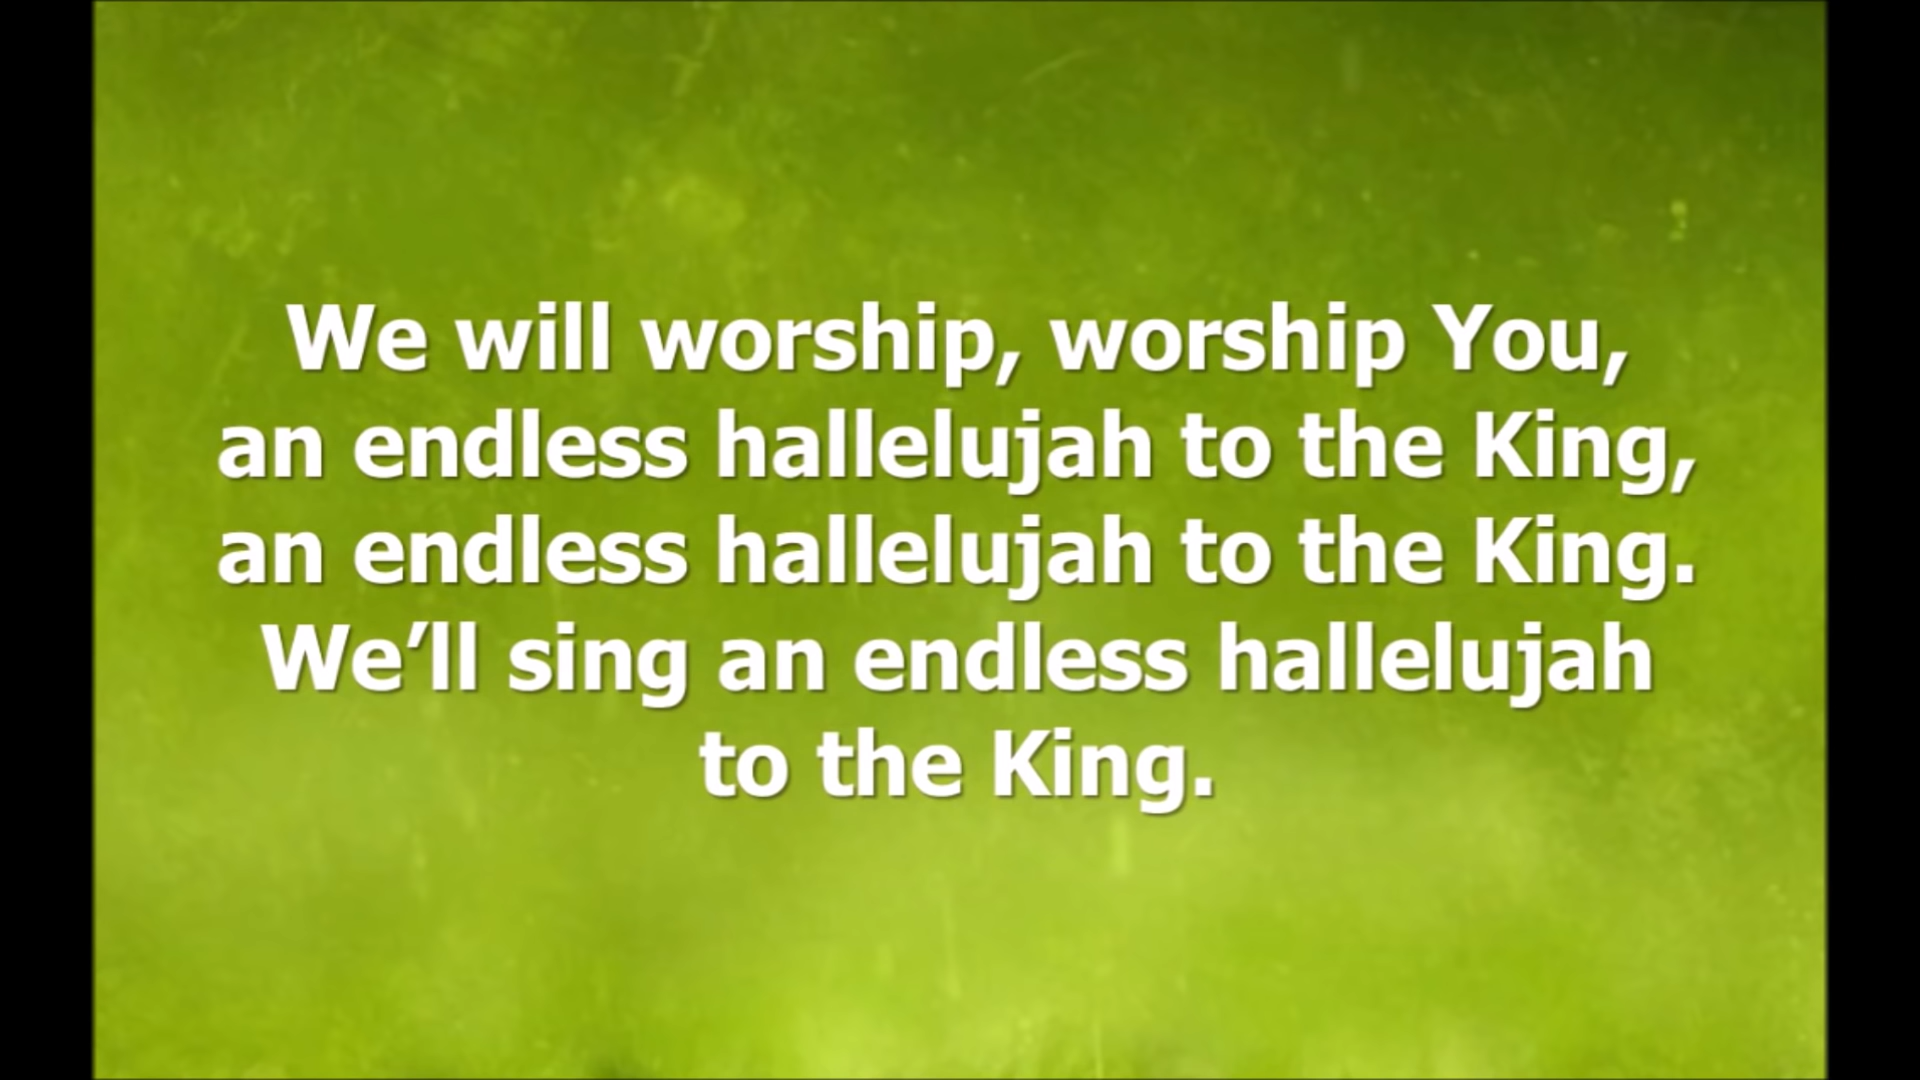 We will worship, worship You,
an endless hallelujah to the King,
an endless hallelujah to the King.
We’ll sing an endless hallelujah
to the King.